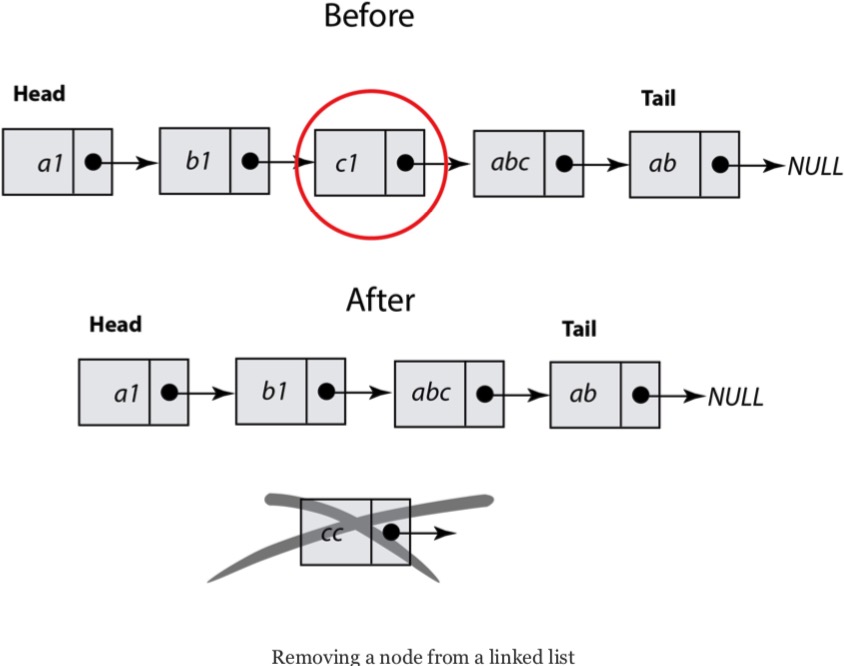 Before
Head Tail
a1 b1 c1 abc ab NULL
After
Head Tail
a1 b1 abc ab NULL
cc
Removing a node from a linked list